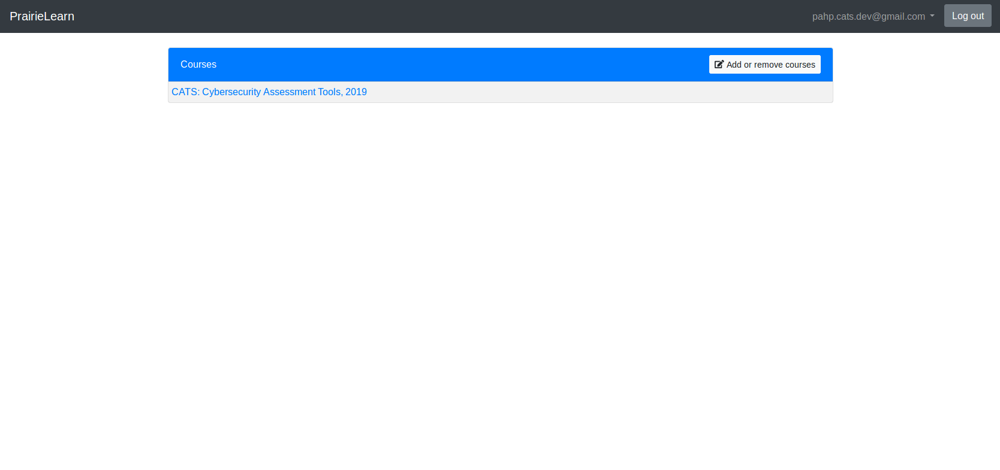 PrairieLearn
pahp.cats.dev@gmail.com
Log out
Courses
Add or remove courses
CATS: Cybersecurity Assessment Tools, 2019